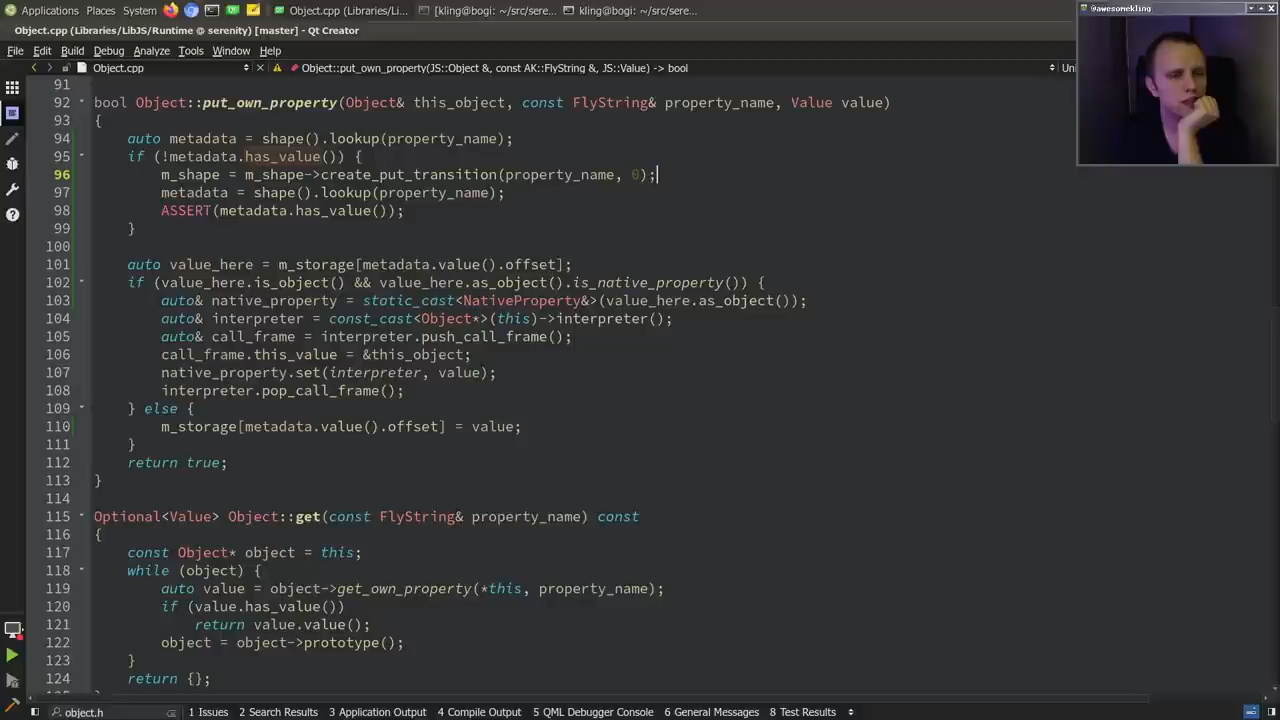 Applications Places System Object.cpp (Libraries/Li... [kling@bogi: ~/src/sere... kling@bogi: ~/src/sere...
@awesomekling
Object.cpp (Libraries/LibJS/Runtime @ serenity) [master] - Qt Creator
File Edit Build Debug Analyze Tools Window Help
Object.cpp Object::put_own_property(JS::Object &, const AK::FlyString &, JS::Value) -> bool
91
92 bool Object::put_own_property(Object& this_object, const FlyString& property_name, Value value)
93 {
94 auto metadata = shape().lookup(property_name);
95 if (!metadata.has_value()) {
96 m_shape = m_shape->create_put_transition(property_name, 0);
97 metadata = shape().lookup(property_name);
98 ASSERT(metadata.has_value());
99 }
100
101 auto value_here = m_storage[metadata.value().offset];
102 if (value_here.is_object() && value_here.as_object().is_native_property()) {
103 auto& native_property = static_cast<NativeProperty&>(value_here.as_object());
104 auto& interpreter = const_cast<Object*>(this)->interpreter();
105 auto& call_frame = interpreter.push_call_frame();
106 call_frame.this_value = &this_object;
107 native_property.set(interpreter, value);
108 interpreter.pop_call_frame();
109 } else {
110 m_storage[metadata.value().offset] = value;
111 }
112 return true;
113 }
114
115 Optional<Value> Object::get(const FlyString& property_name) const
116 {
117 const Object* object = this;
118 while (object) {
119 auto value = object->get_own_property(*this, property_name);
120 if (value.has_value())
121 return value.value();
122 object = object->prototype();
123 }
124 return {};
object.h 1 Issues 2 Search Results 3 Application Output 4 Compile Output 5 QML Debugger Console 6 General Messages 8 Test Results